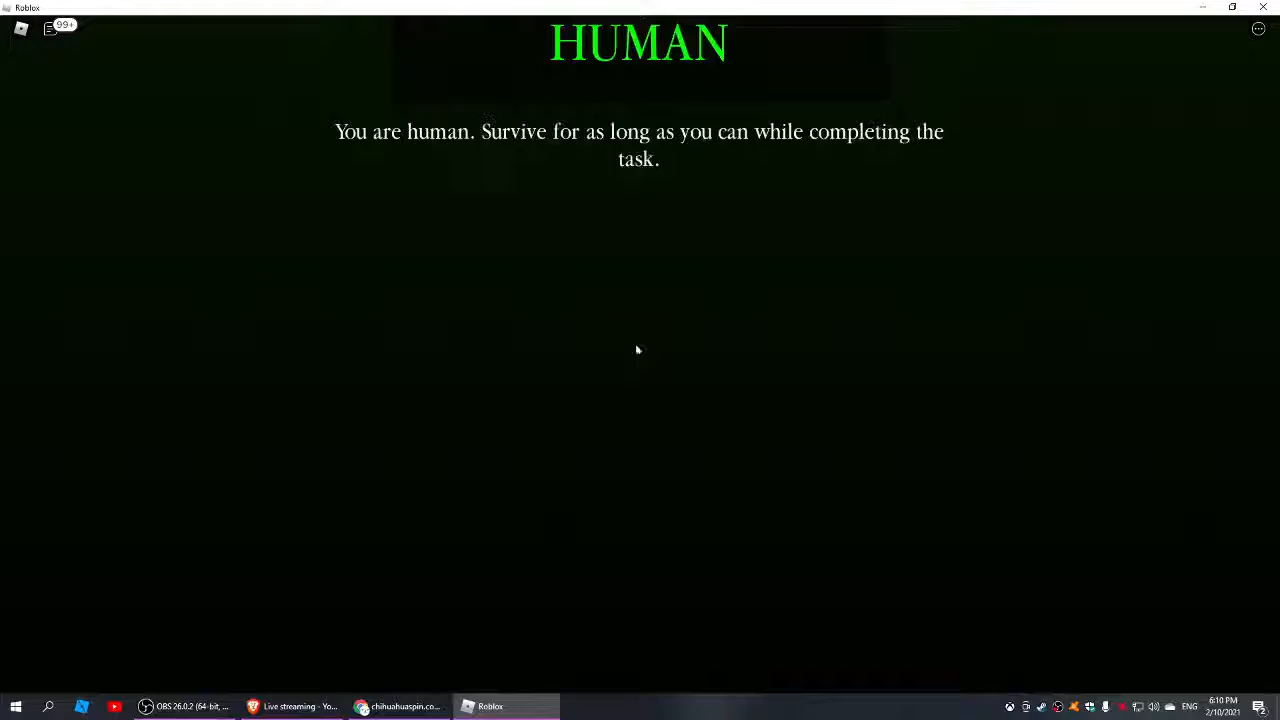 Roblox
99+
HUMAN
You are human. Survive for as long as you can while completing the
task.
OBS 26.0.2 (64-bit, ...
Live streaming - Yo...
chihuahuaspin.co...
Roblox
ENG
6:10 PM
2/10/2021
2